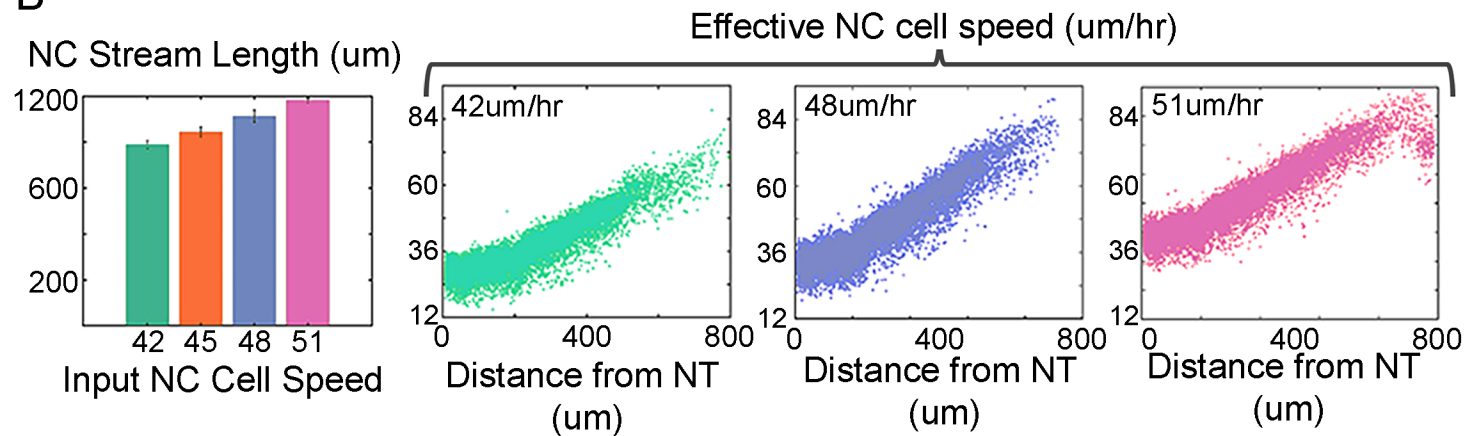 B
Effective NC cell speed (um/hr)
NC Stream Length (um)
1200
600
200
42 45 48 51
Input NC Cell Speed
42um/hr
84
60
36
12
0 400 800
Distance from NT
(um)
48um/hr
84
60
36
12
0 400 800
Distance from NT
(um)
51um/hr
84
60
36
12
0 400 800
Distance from NT
(um)